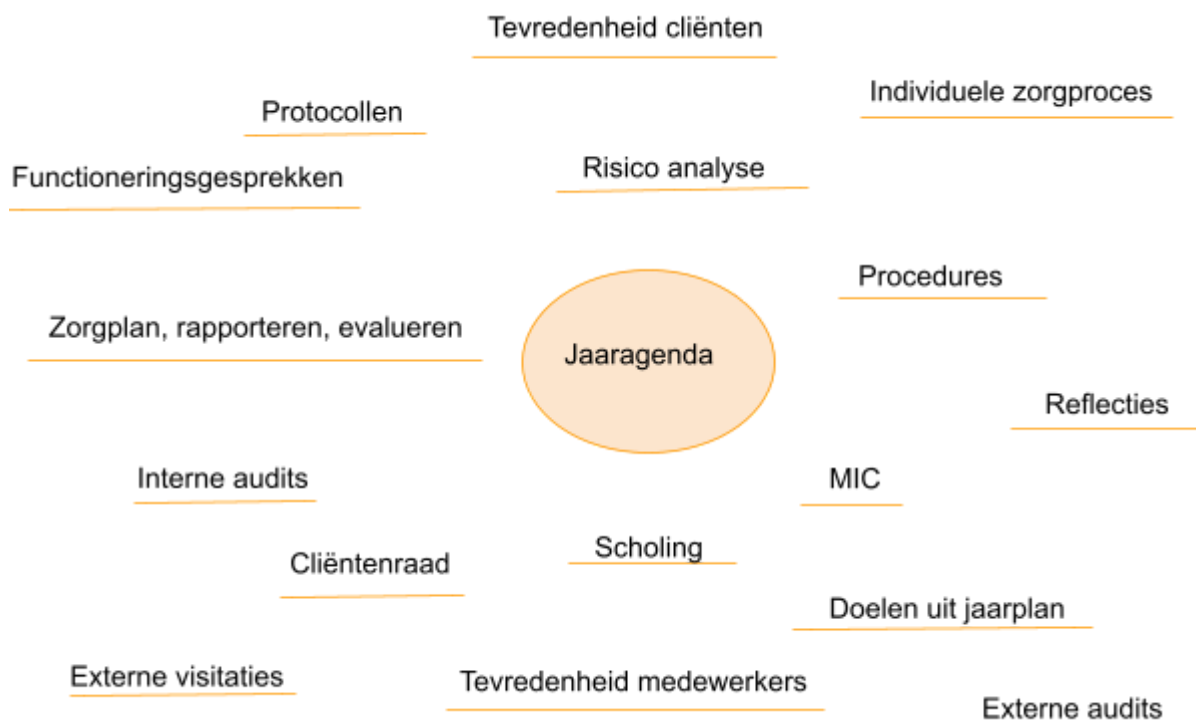 Tevredenheid cliënten
Individuele zorgproces
Protocollen
Risico analyse
Functioneringsgesprekken
Procedures
Zorgplan, rapporteren, evalueren
Jaaragenda
Reflecties
Interne audits
MIC
Scholing
Cliëntenraad
Doelen uit jaarplan
Externe visitaties
Tevredenheid medewerkers
Externe audits